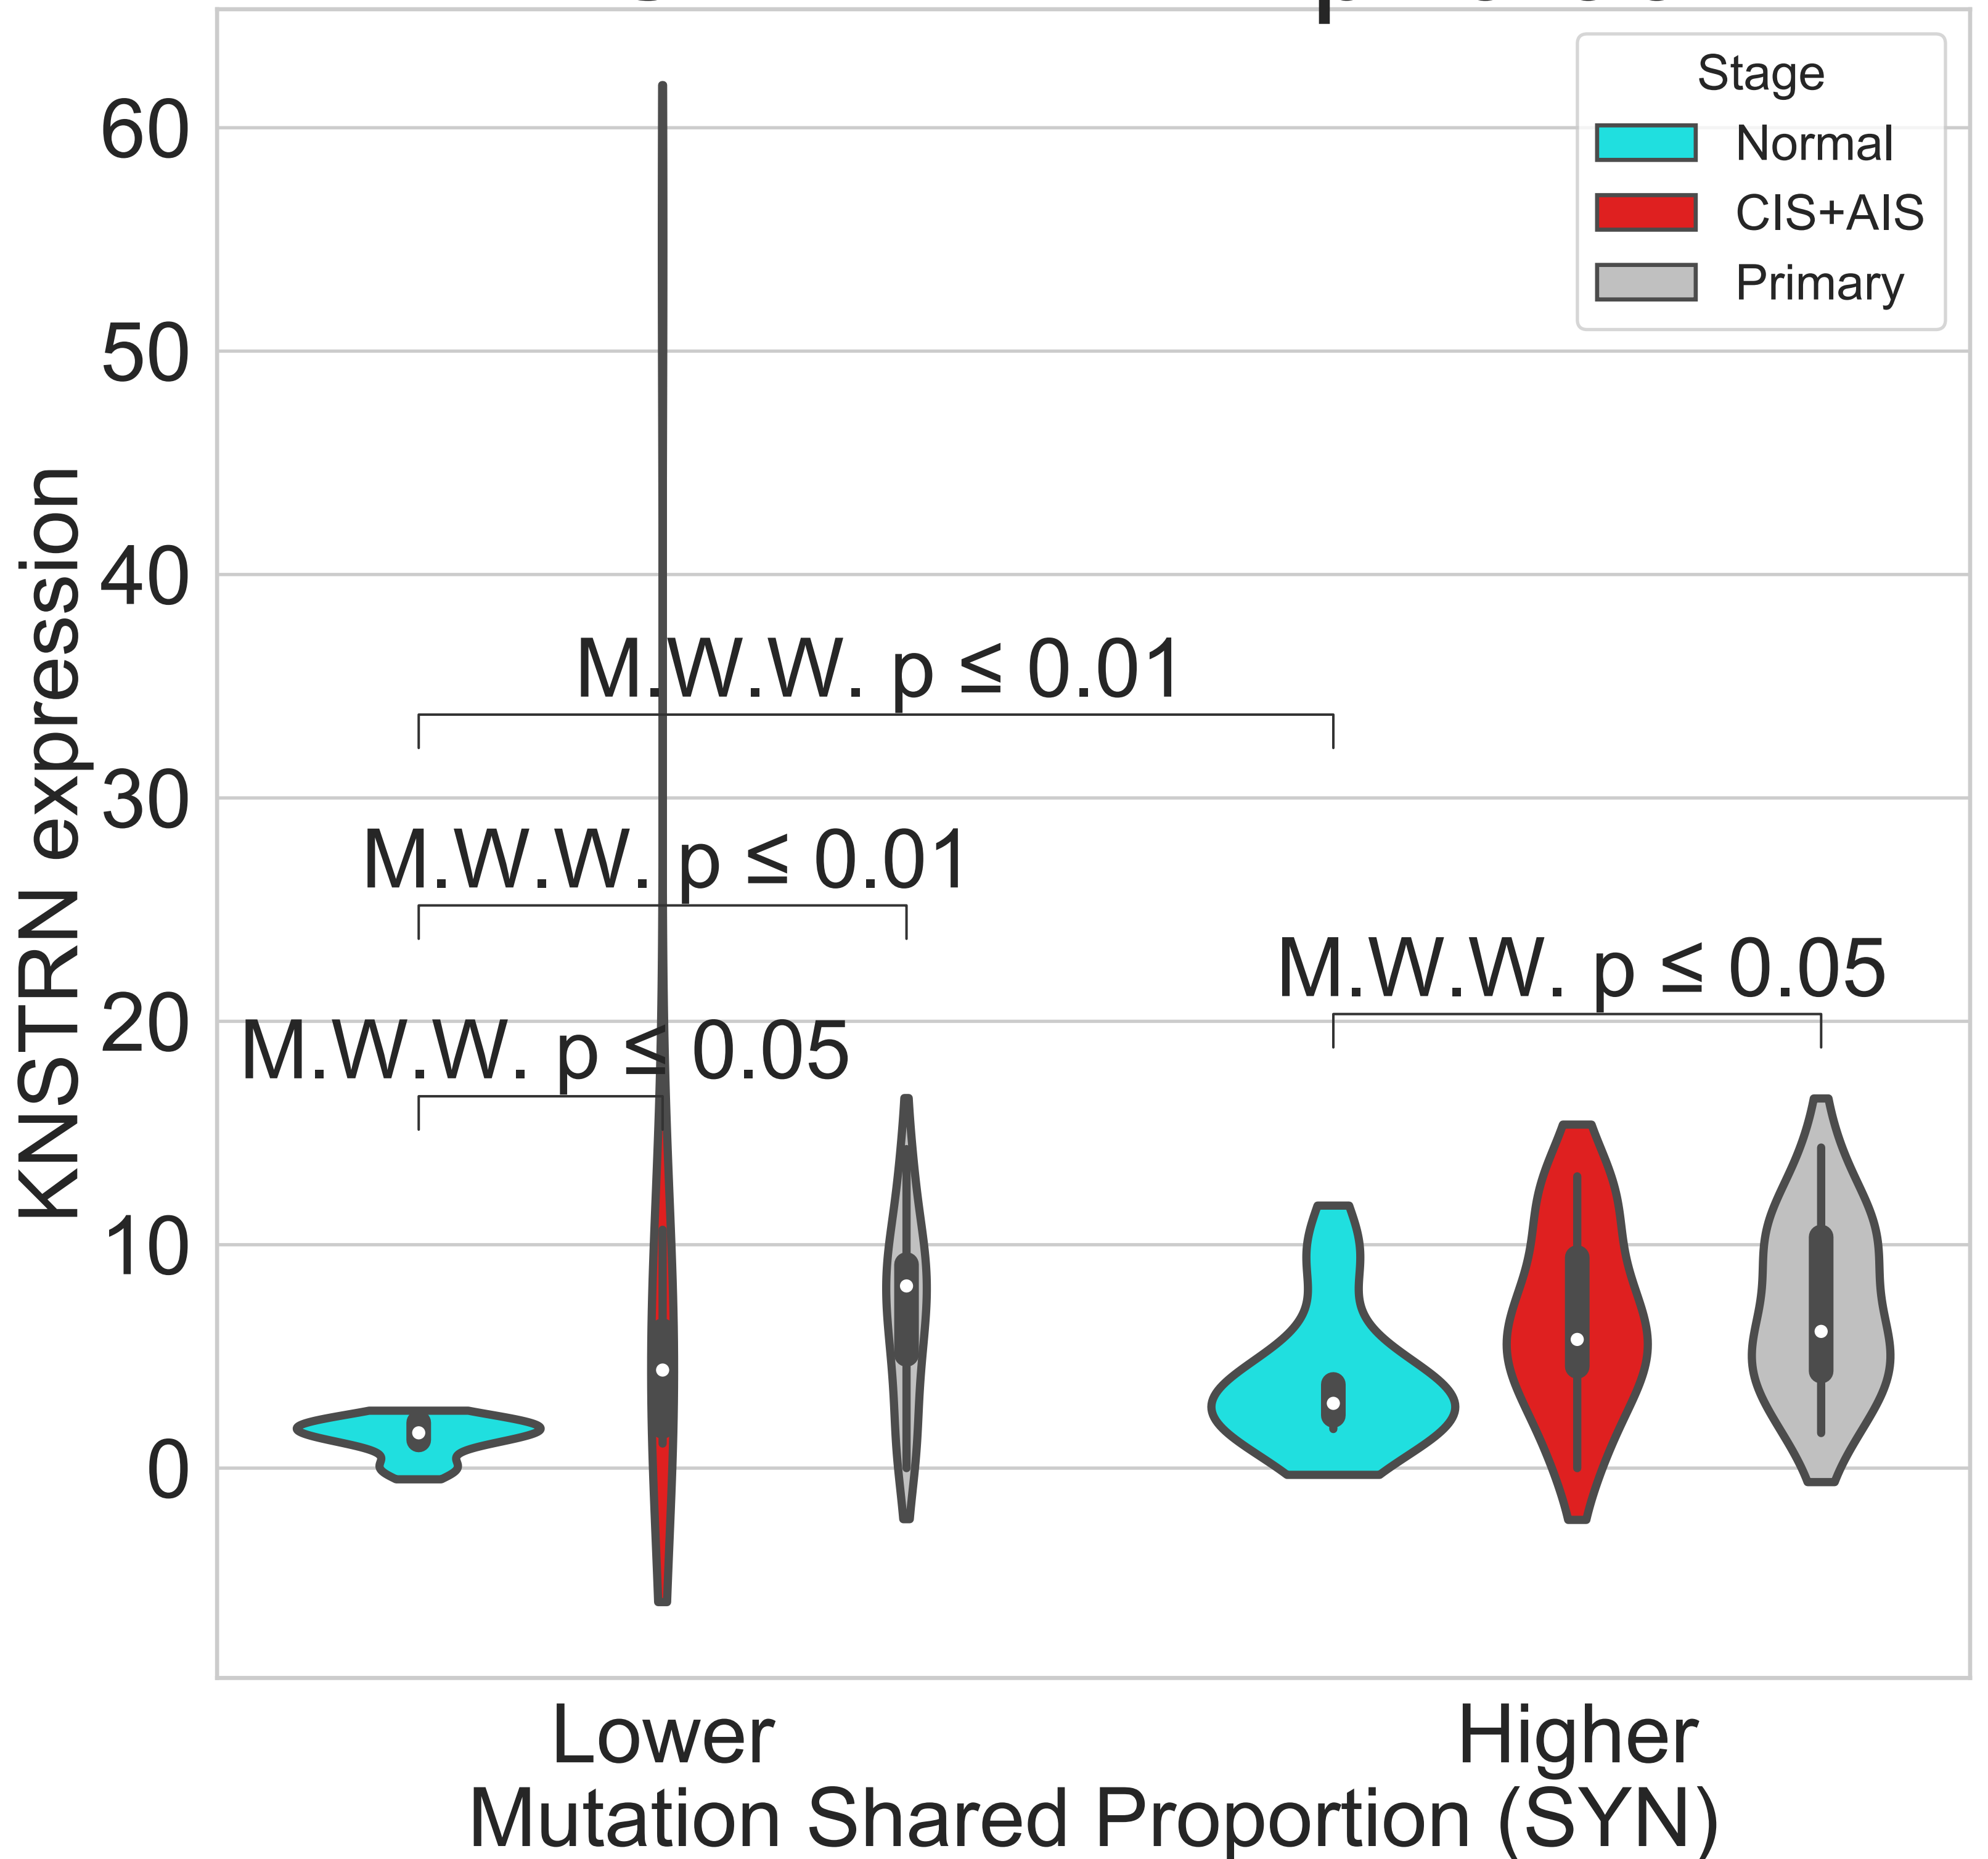 Stage
Normal
CIS+AIS
Primary
60
50
40
30
20
10
0
KNSTRN expression
M.W.W. p ≤ 0.01
M.W.W. p ≤ 0.01
M.W.W. p ≤ 0.05
M.W.W. p ≤ 0.05
Lower
Higher
Mutation Shared Proportion (SYN)